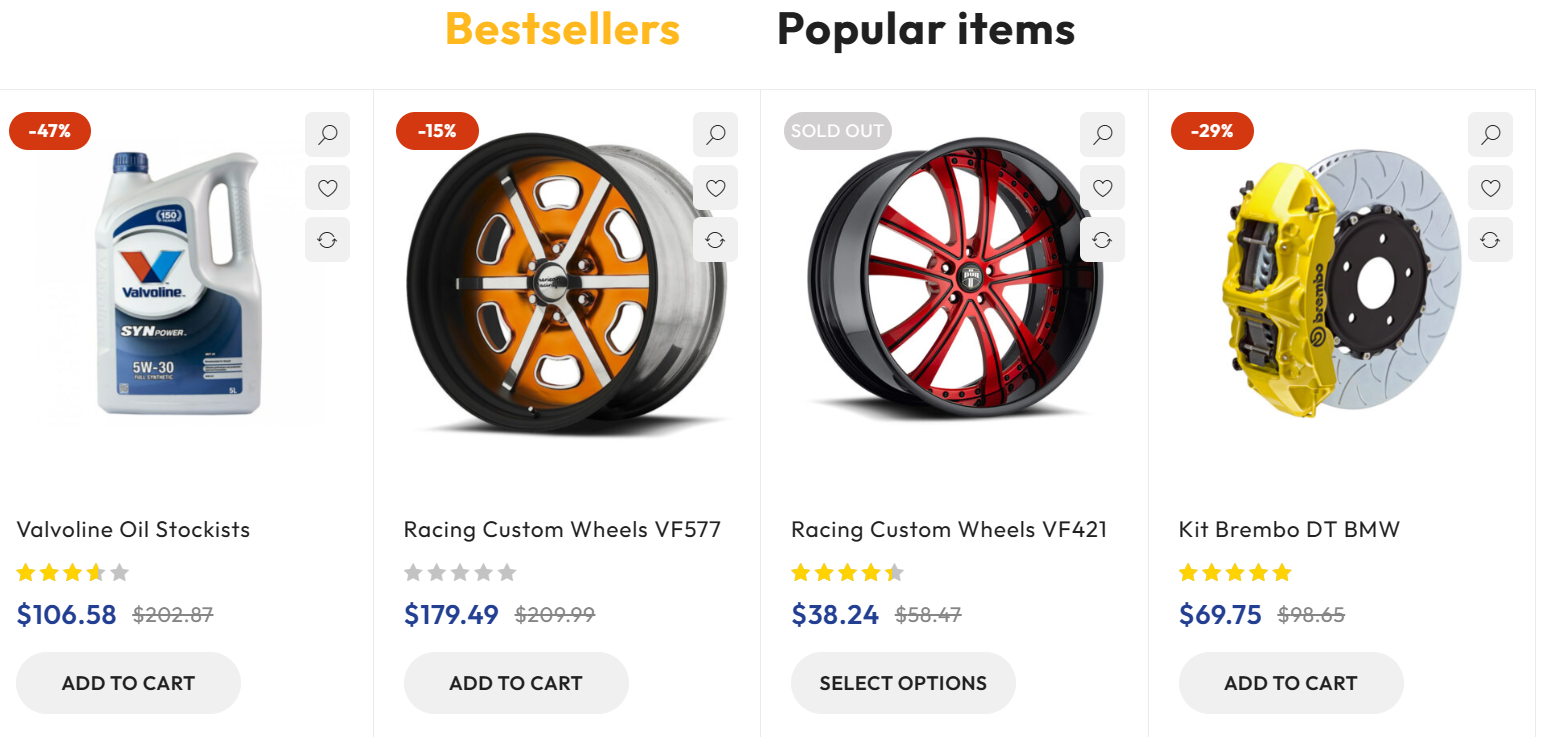 Bestsellers
Popular items
-47%
150
Valvoline
SYNPOWER
5W-30
FULL SYNTHETIC
5L
Valvoline Oil Stockists
$106.58 $202.87
ADD TO CART
-15%
Racing Custom Wheels VF577
$179.49 $209.99
ADD TO CART
SOLD OUT
DUB
Racing Custom Wheels VF421
$38.24 $58.47
SELECT OPTIONS
-29%
brembo
Kit Brembo DT BMW
$69.75 $98.65
ADD TO CART